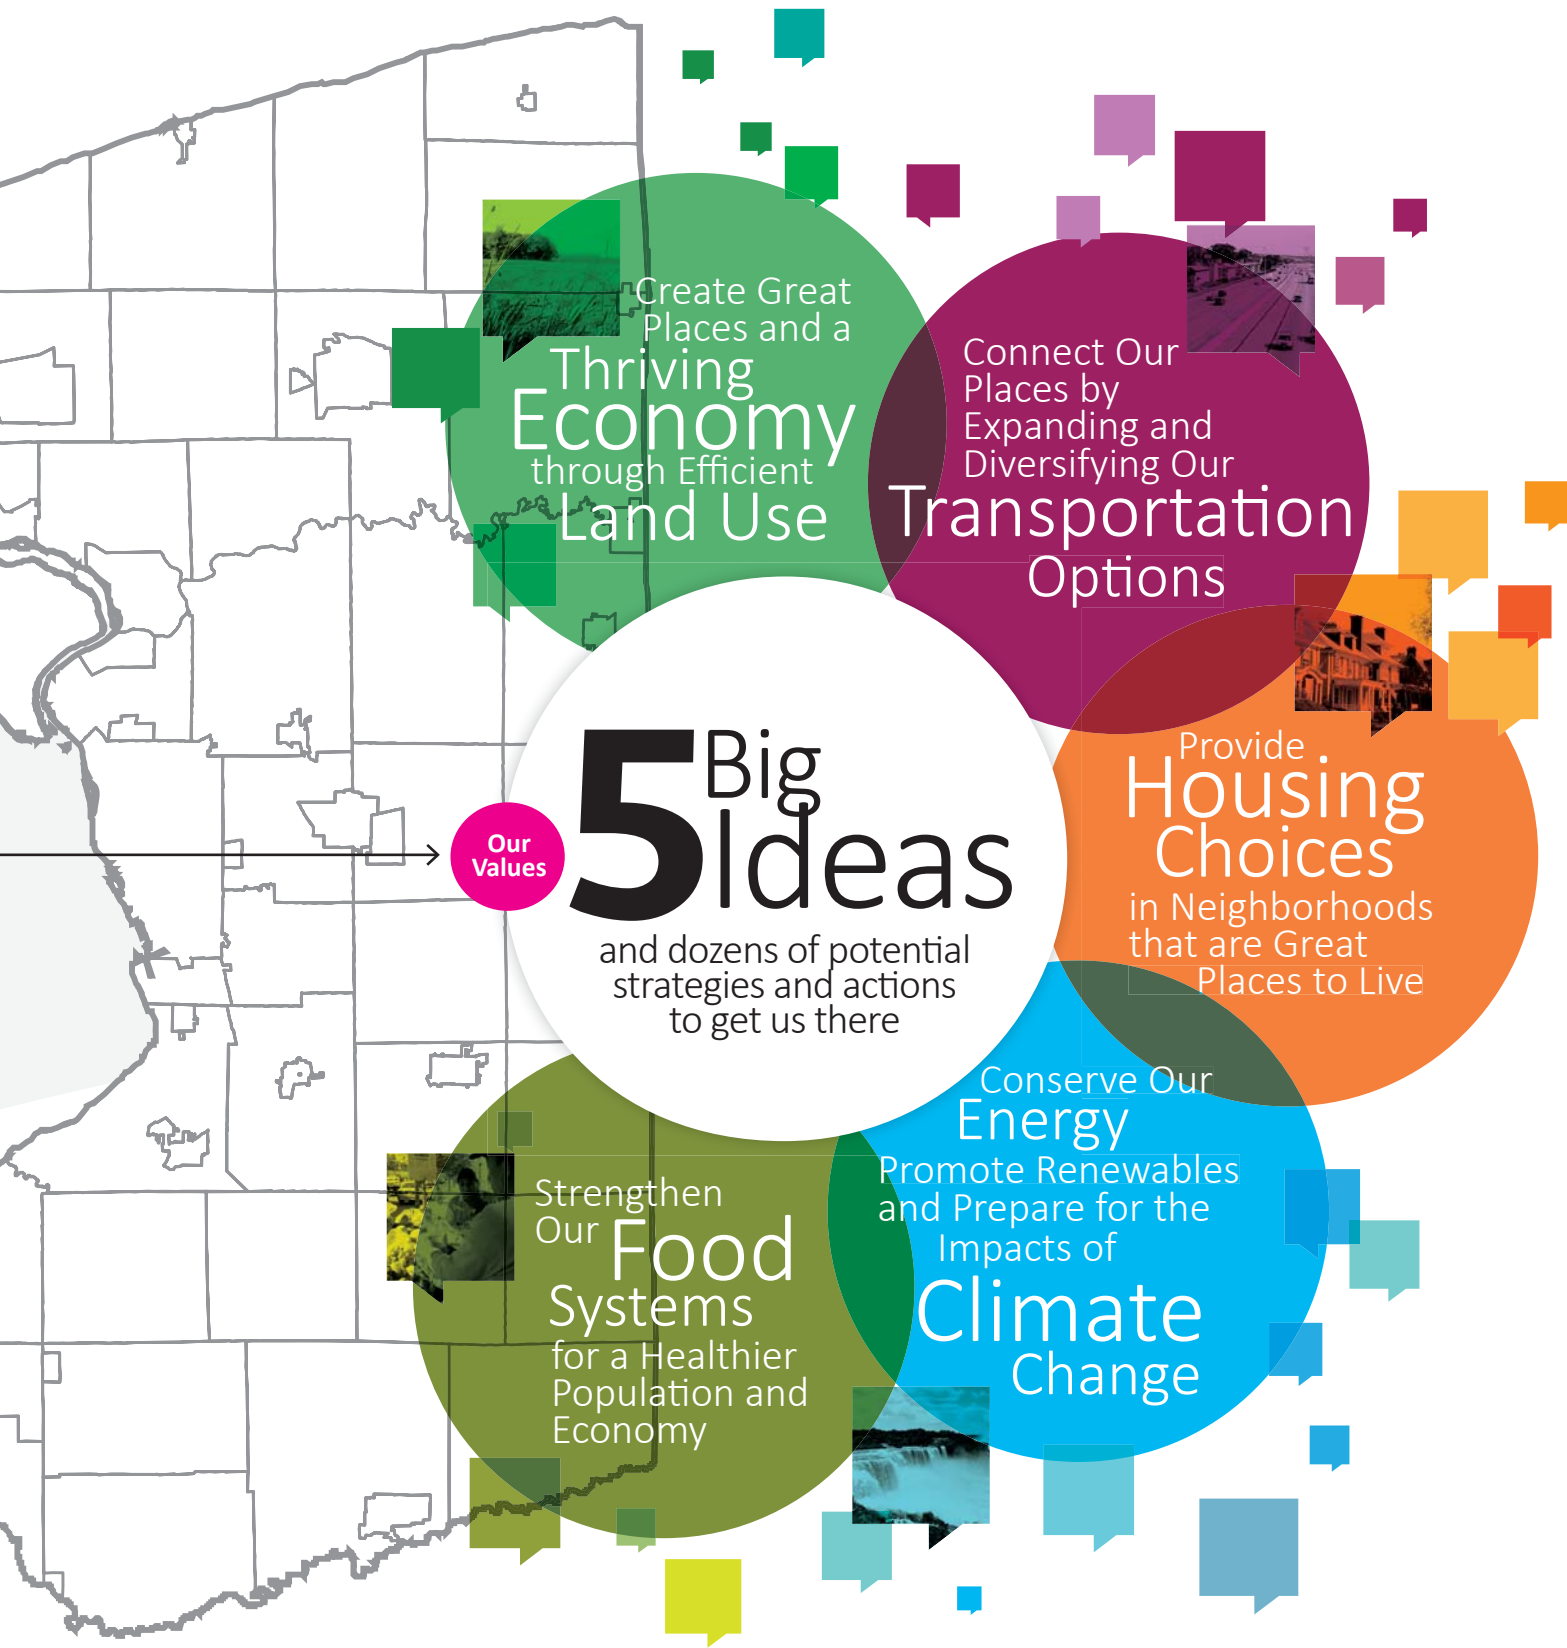 Create Great
Places and a
Thriving
Economy
through Efficient
Land Use
Connect Our
Places by
Expanding and
Diversifying Our
Transportation
Options
Provide
Housing
Choices
in Neighborhoods
that are Great
Places to Live
Our
Values
5 Big
Ideas
and dozens of potential
strategies and actions
to get us there
Conserve Our
Energy
Promote Renewables
and Prepare for the
Impacts of
Climate
Change
Strengthen
Our Food
Systems
for a Healthier
Population and
Economy